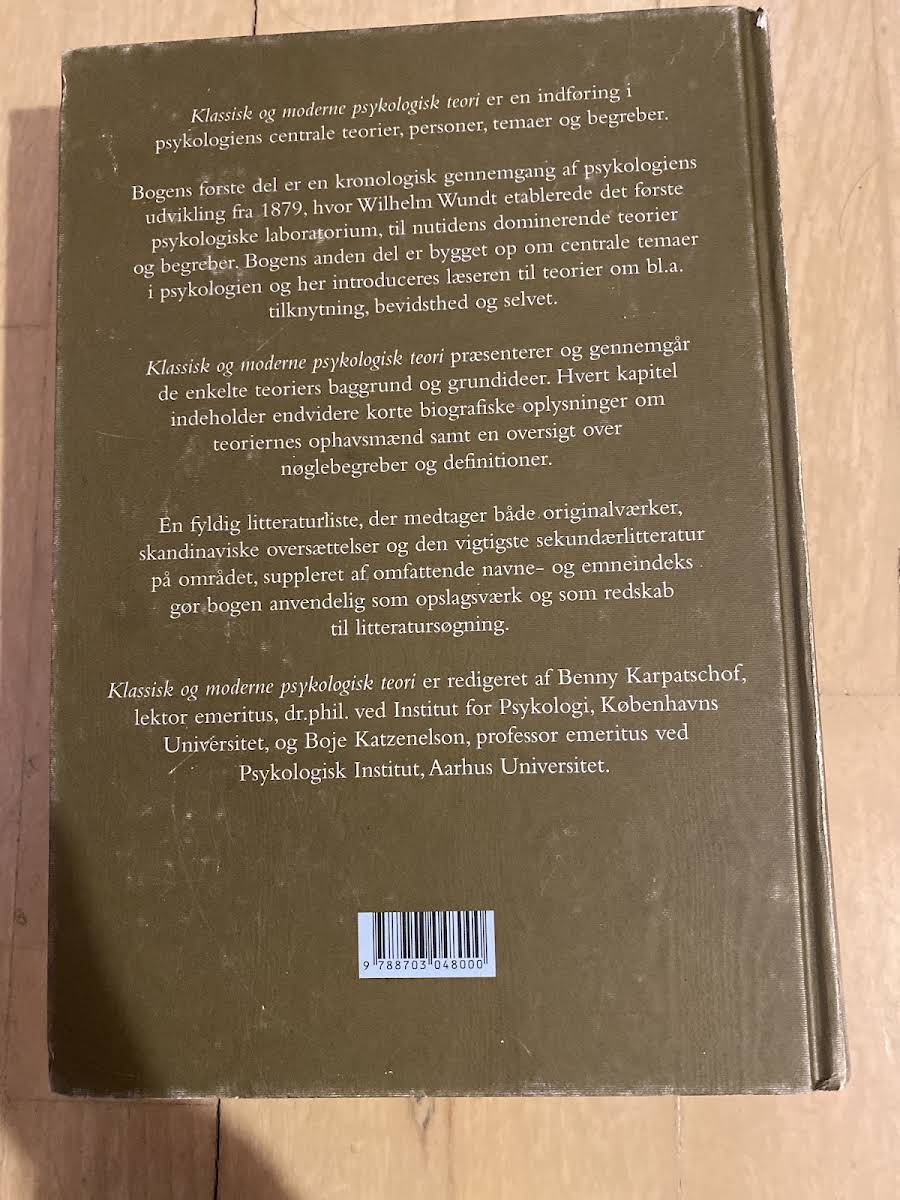 Klassisk og moderne psykologisk teori er en indføring i
psykologiens centrale teorier, personer, temaer og begreber.
Bogens første del er en kronologisk gennemgang af psykologiens
udvikling fra 1879, hvor Wilhelm Wundt etablerede det første
psykologiske laboratorium, til nutidens dominerende teorier
og begreber. Bogens anden del er bygget op om centrale temaer
i psykologien og her introduceres læseren til teorier om bl.a.
tilknytning, bevidsthed og selvet.
Klassisk og moderne psykologisk teori præsenterer og gennemgår
de enkelte teoriers baggrund og grundideer. Hvert kapitel
indeholder endvidere korte biografiske oplysninger om
teoriernes ophavsmænd samt en oversigt over
nøglebegreber og definitioner.
En fyldig litteraturliste, der medtager både originalværker,
skandinaviske oversættelser og den vigtigste sekundærlitteratur
på området, suppleret af omfattende navne- og emneindeks
gør bogen anvendelig som opslagsværk og som redskab
til litteratursøgning.
Klassisk og moderne psykologisk teori er redigeret af Benny Karpatschof,
lektor emeritus, dr.phil. ved Institut for Psykologi, Københavns
Universitet, og Boje Katzenelson, professor emeritus ved
Psykologisk Institut, Aarhus Universitet.
9 788703 048000